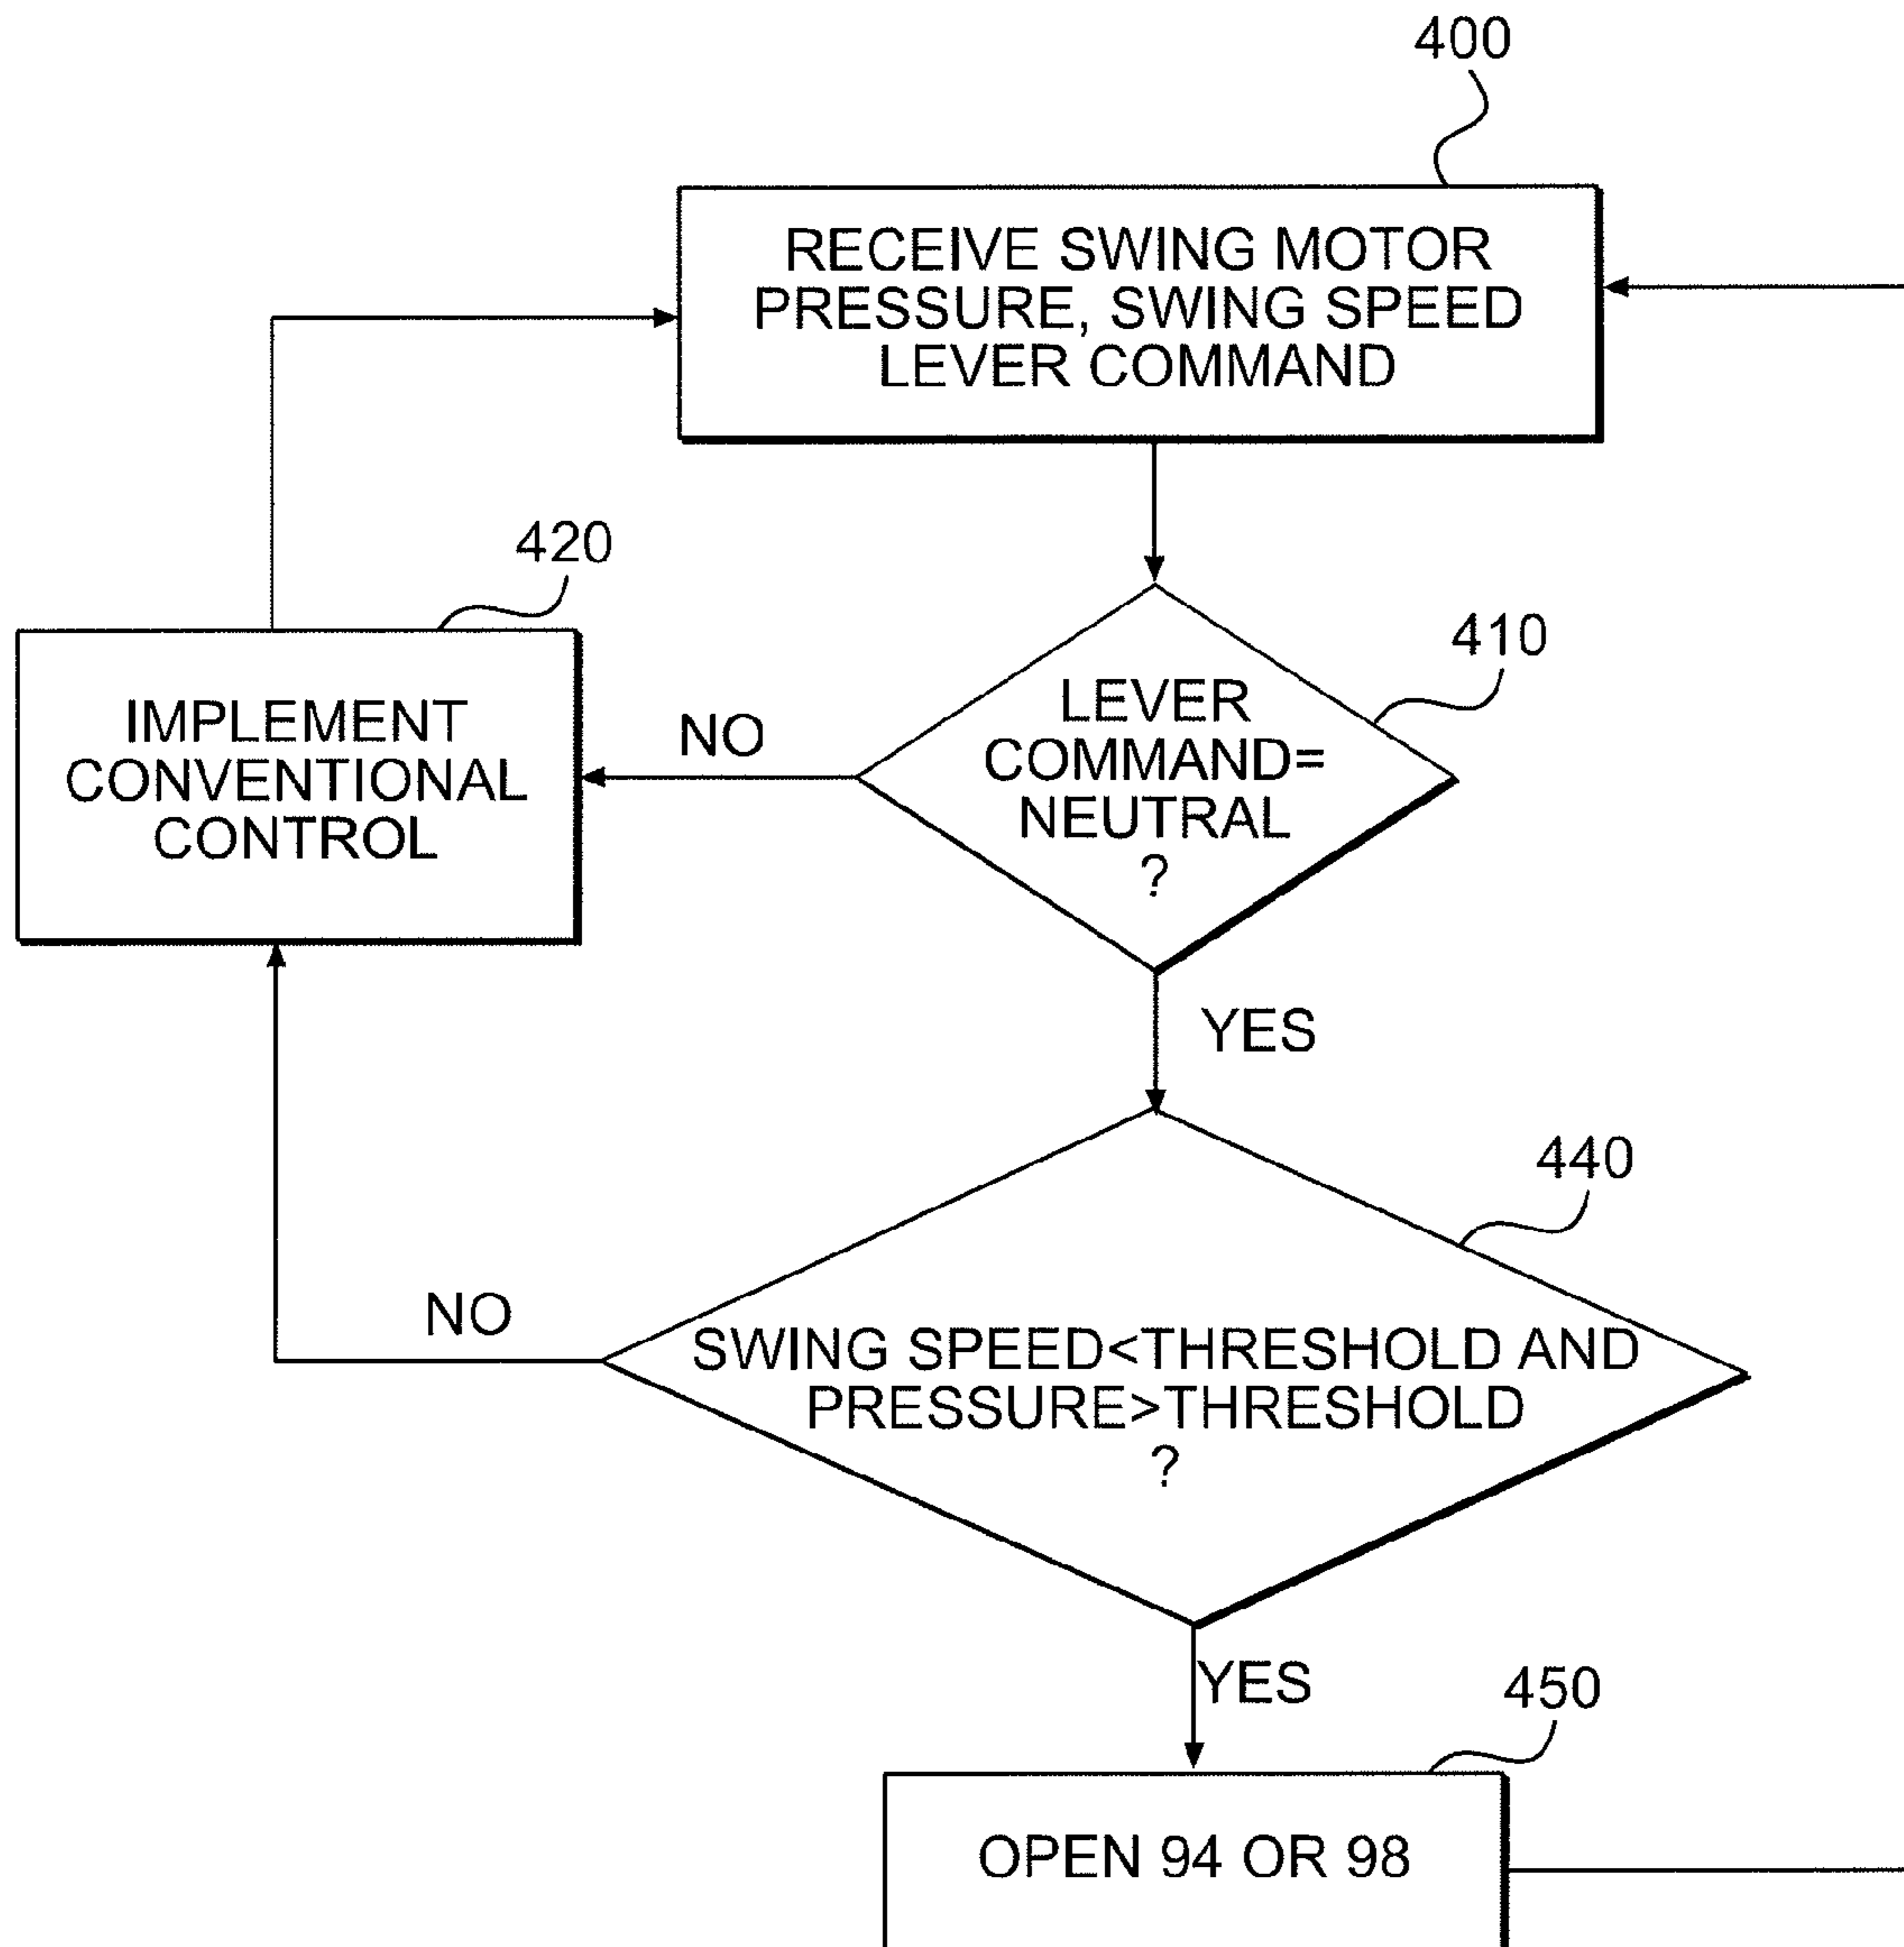 400
RECEIVE SWING MOTOR
PRESSURE, SWING SPEED
LEVER COMMAND
420
410
IMPLEMENT
CONVENTIONAL
CONTROL
NO
LEVER
COMMAND=
NEUTRAL
?
YES
440
NO
SWING SPEED<THRESHOLD AND
PRESSURE>THRESHOLD
?
YES
450
OPEN 94 OR 98